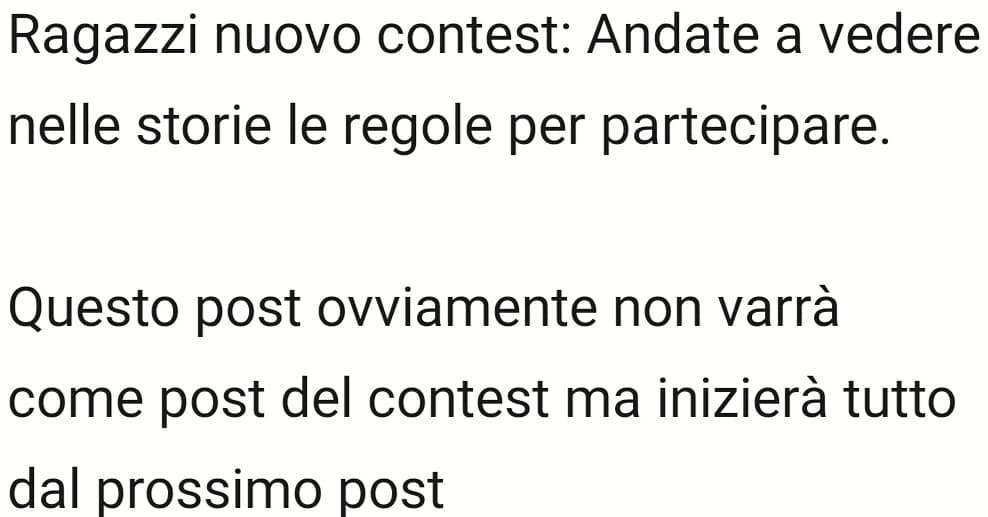 Ragazzi nuovo contest: Andate a vedere
nelle storie le regole per partecipare.
Questo post ovviamente non varrà
come post del contest ma inizierà tutto
dal prossimo post